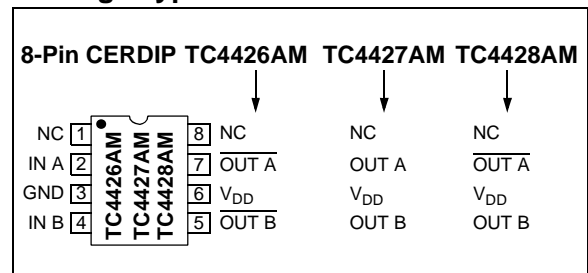 8-Pin CERDIP TC4426AM TC4427AM TC4428AM
NC 1 8 NC NC NC
IN A 2 7 OUT A OUT A OUT A
GND 3 6 VDD VDD VDD
IN B 4 5 OUT B OUT B OUT B
TC4426AM
TC4427AM
TC4428AM